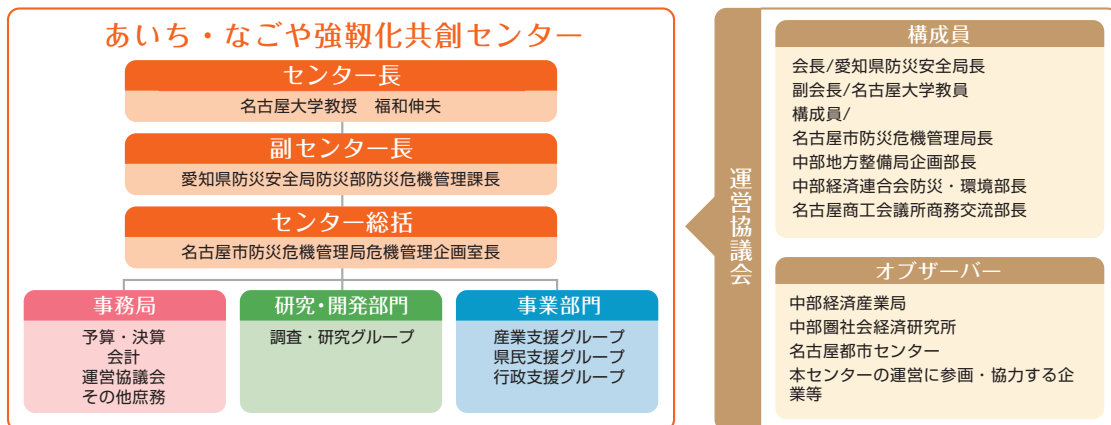 あいち・なごや強靱化共創センター
センター長
名古屋大学教授　福和伸夫
副センター長
愛知県防災安全局防災部防災危機管理課長
センター総括
名古屋市防災危機管理局危機管理企画室長
事務局
予算・決算
会計
運営協議会
その他庶務
研究・開発部門
調査・研究グループ
事業部門
産業支援グループ
県民支援グループ
行政支援グループ
運営協議会
構成員
会長/愛知県防災安全局長
副会長/名古屋大学教員
構成員/
名古屋市防災危機管理局長
中部地方整備局企画部長
中部経済連合会防災・環境部長
名古屋商工会議所商務交流部長
オブザーバー
中部経済産業局
中部圏社会経済研究所
名古屋都市センター
本センターの運営に参画・協力する企
業等